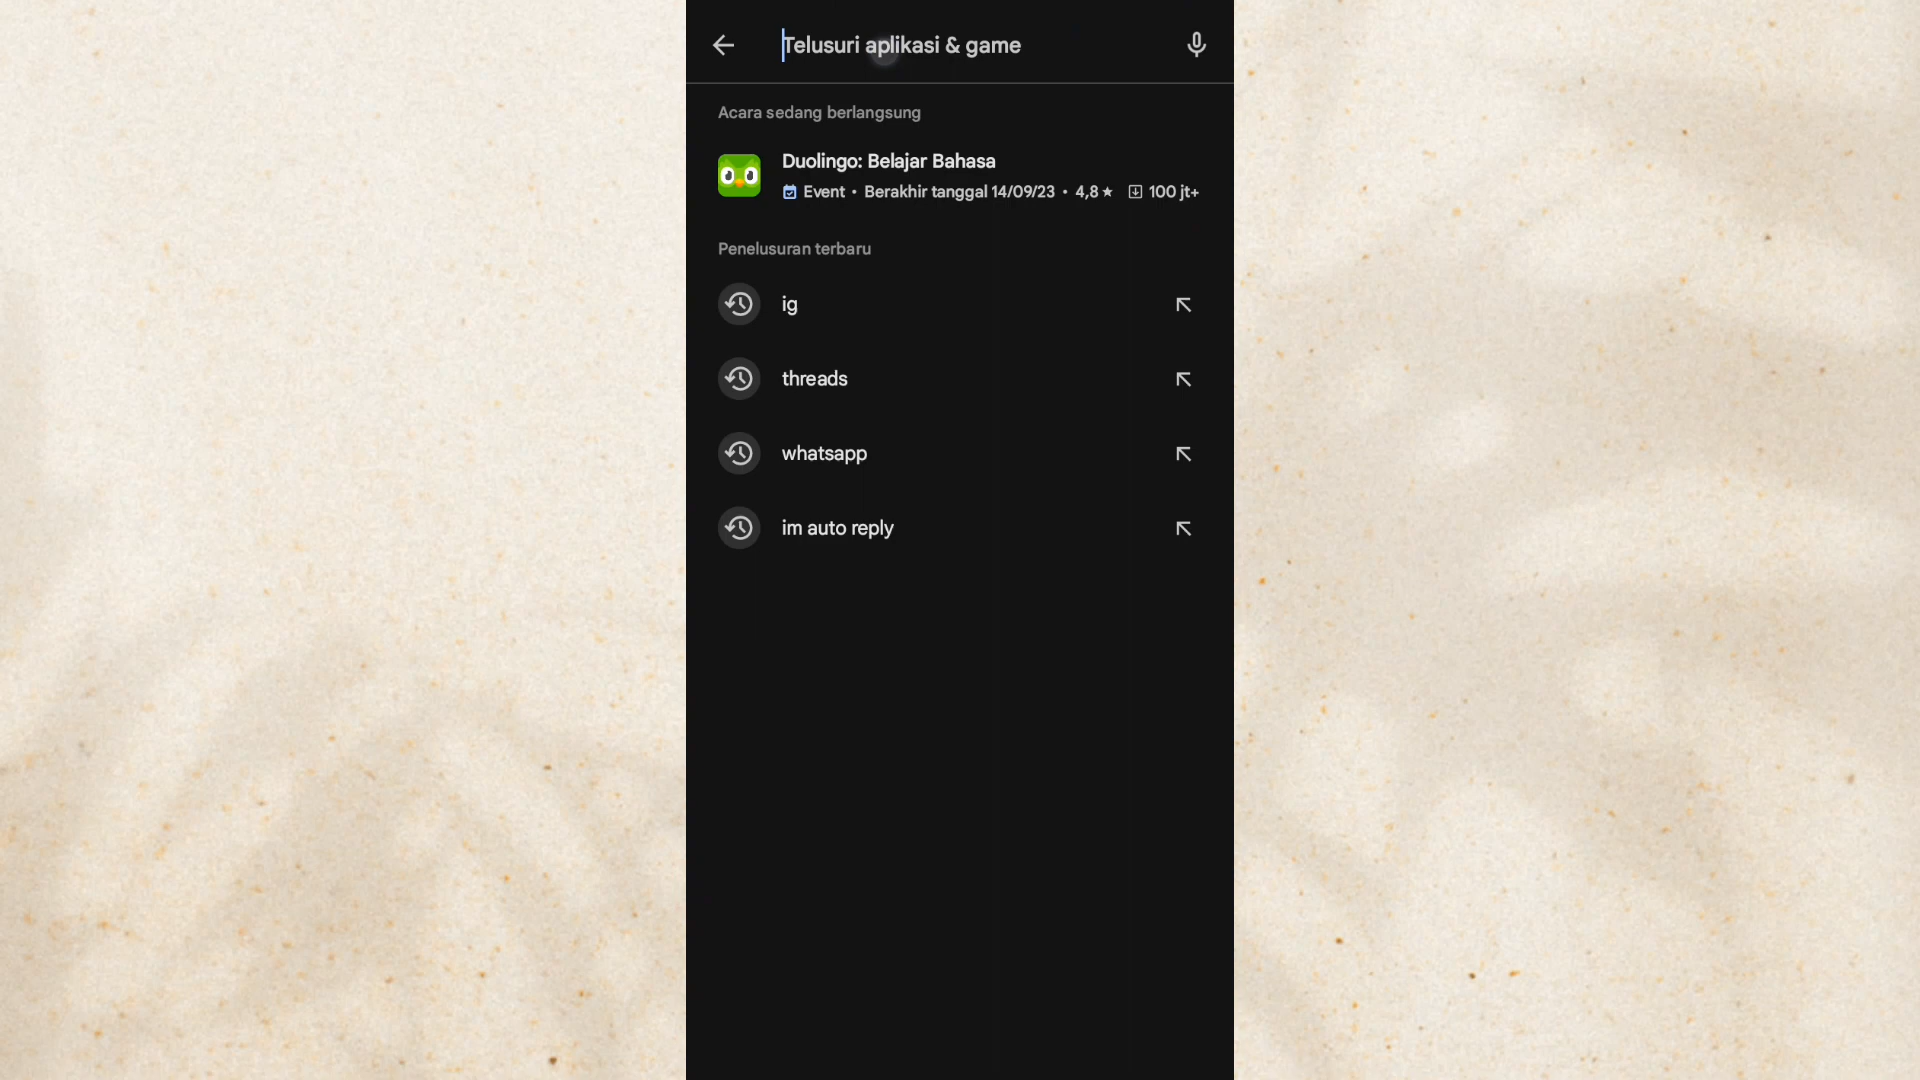 Telusuri aplikasi & game
Acara sedang berlangsung
Duolingo: Belajar Bahasa
Event • Berakhir tanggal 14/09/23 • 4,8★ 100 jt+
Penelusuran terbaru
ig
threads
whatsapp
im auto reply